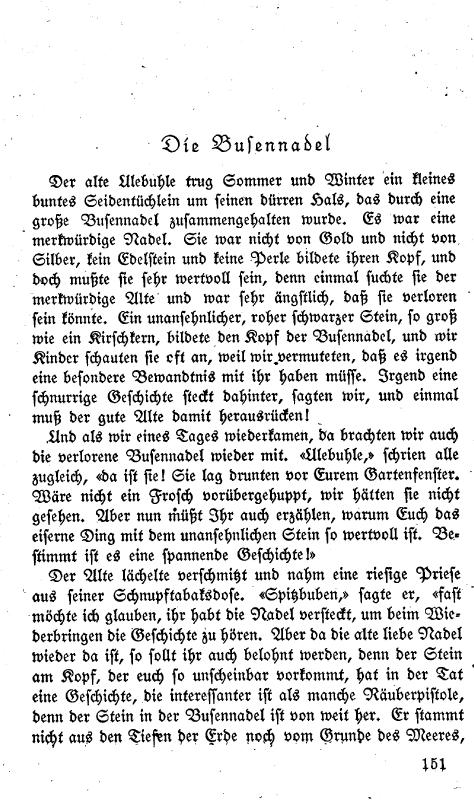 Die Busennadel
Der alte Ulebuhle trug Sommer und Winter ein kleines
buntes Seidentüchlein um seinen dürren Hals, das durch eine
große Busennadel zusammengehalten wurde. Es war eine
merkwürdige Nadel. Sie war nicht von Gold und nicht von
Silber, kein Edelstein und keine Perle bildete ihren Kopf, und
doch mußte sie sehr wertvoll sein, denn einmal suchte sie der
merkwürdige Alte und war sehr ängstlich, daß sie verloren
sein könnte. Ein unansehnlicher, roher schwarzer Stein, so groß
wie ein Kirschkern, bildete den Kopf der Busennadel, und wir
Kinder schauten sie oft an, weil wir vermuteten, daß es irgend
eine besondere Bewandtnis mit ihr haben müsse. Irgend eine
schnurrige Geschichte steckt dahinter, sagten wir, und einmal
muß der gute Alte damit herausrücken!
Und als wir eines Tages wiederkamen, da brachten wir auch
die verlorene Busennadel wieder mit. «Ulebuhle,» schrien alle
zugleich, «da ist sie! Sie lag drunten vor Eurem Gartenfenster.
Wäre nicht ein Frosch vorübergehuppt, wir hätten sie nicht
gesehen. Aber nun müßt Ihr auch erzählen, warum Euch das
eiserne Ding mit dem unansehnlichen Stein so wertvoll ist. Be-
stimmt ist es eine spannende Geschichte!»
Der Alte lächelte verschmitzt und nahm eine riesige Priese
aus seiner Schnupftabaksdose. «Spitzbuben,» sagte er, «fast
möchte ich glauben, ihr habt die Nadel versteckt, um beim Wie-
derbringen die Geschichte zu hören. Aber da die alte liebe Nadel
wieder da ist, so sollt ihr auch belohnt werden, denn der Stein
am Kopf, der euch so unscheinbar vorkommt, hat in der Tat
eine Geschichte, die interessanter ist als manche Räuberpistole,
denn der Stein in der Busennadel ist von weit her. Er stammt
nicht aus den Tiefen der Erde noch vom Grunde des Meeres,
151